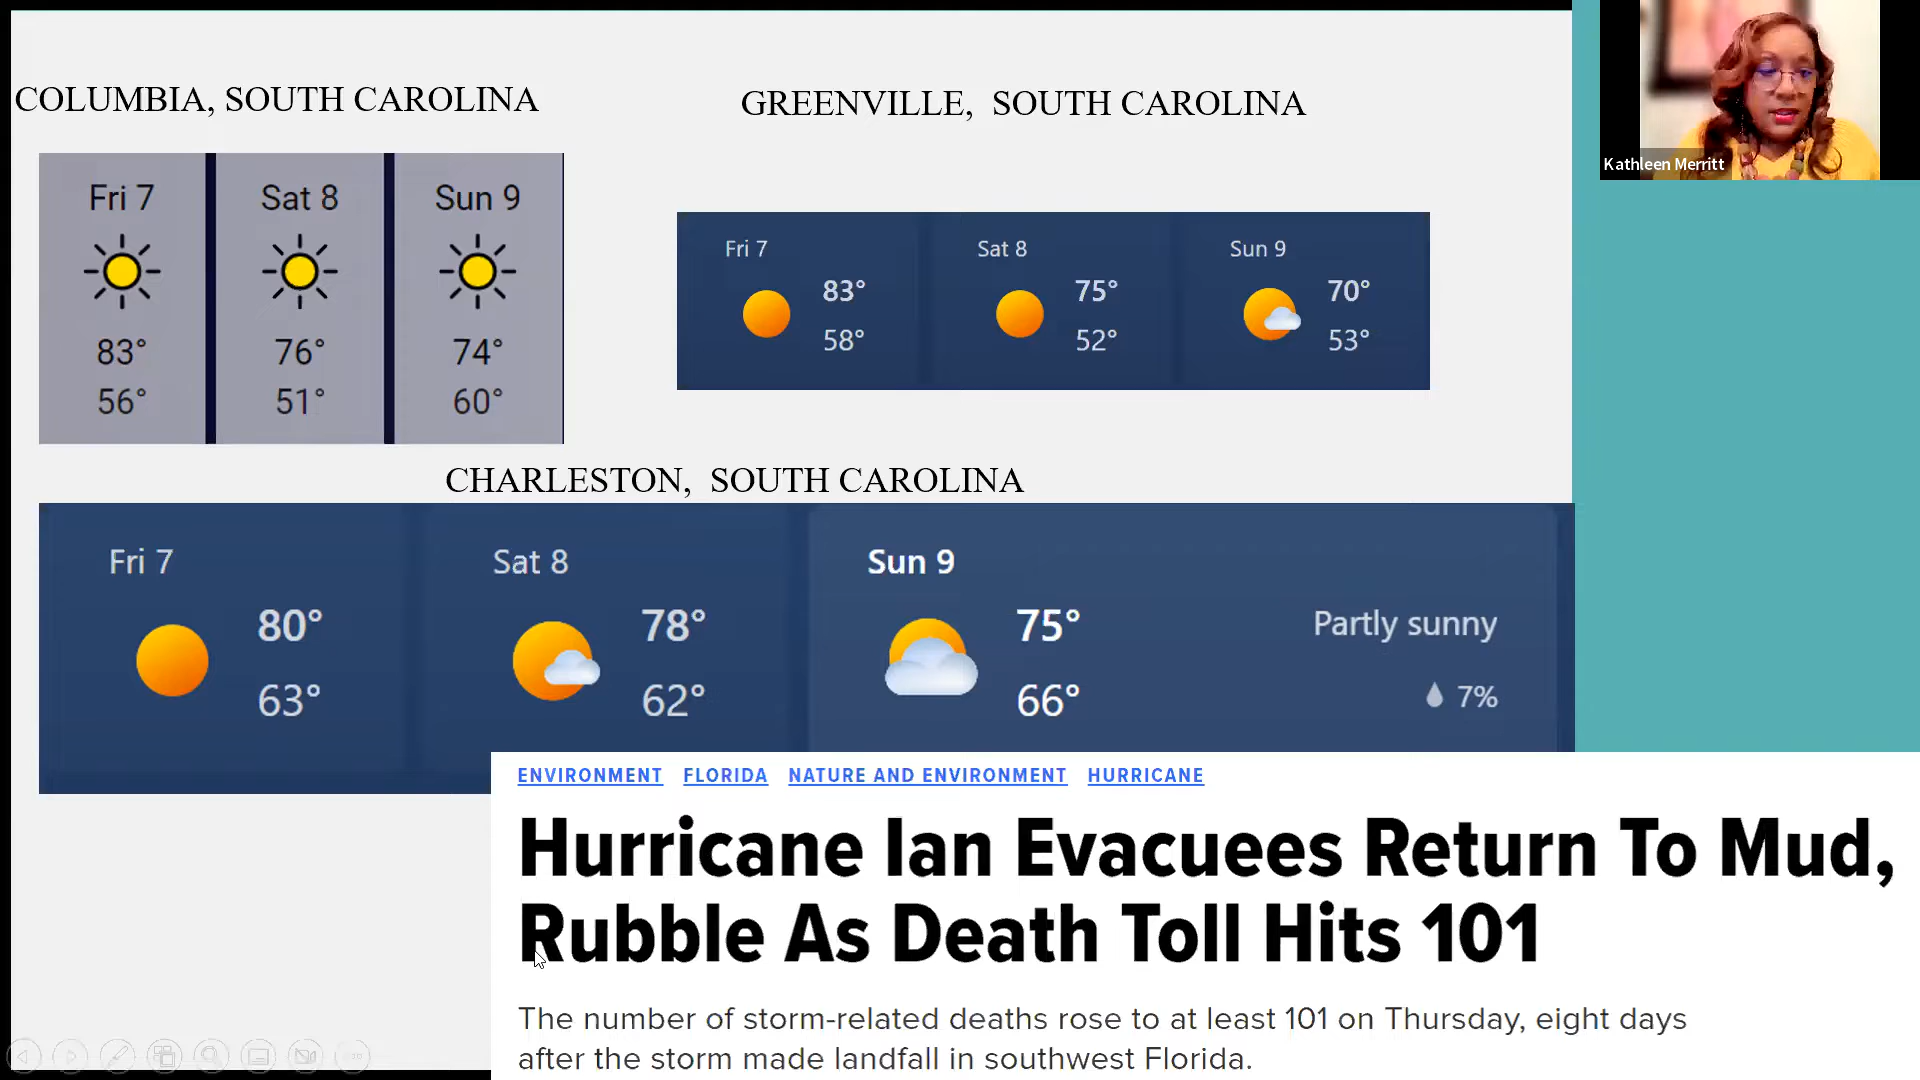 COLUMBIA, SOUTH CAROLINA
Fri 7
Sat 8
Sun 9
83°
76°
74°
56°
51°
60°
GREENVILLE, SOUTH CAROLINA
Fri 7
83°
58°
Sat 8
75°
52°
Sun 9
70°
53°
Kathleen Merritt
CHARLESTON, SOUTH CAROLINA
Fri 7
80°
63°
Sat 8
78°
62°
Sun 9
75°
66°
Partly sunny
7%
ENVIRONMENT FLORIDA NATURE AND ENVIRONMENT HURRICANE
Hurricane Ian Evacuees Return To Mud,
Rubble As Death Toll Hits 101
The number of storm-related deaths rose to at least 101 on Thursday, eight days
after the storm made landfall in southwest Florida.